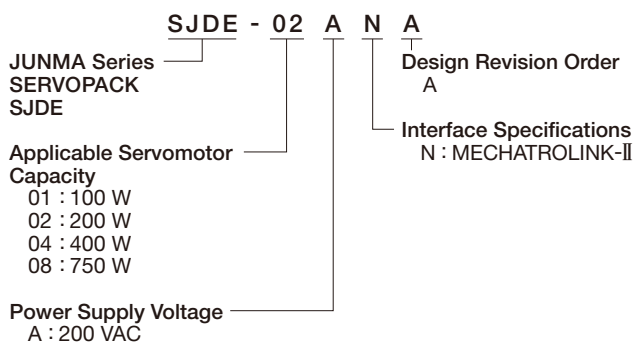 SJDE - 02 A N A
JUNMA Series
SERVOPACK
SJDE
Design Revision Order
A
Interface Specifications
N : MECHATROLINK-Ⅱ
Applicable Servomotor
Capacity
01 : 100 W
02 : 200 W
04 : 400 W
08 : 750 W
Power Supply Voltage
A : 200 VAC